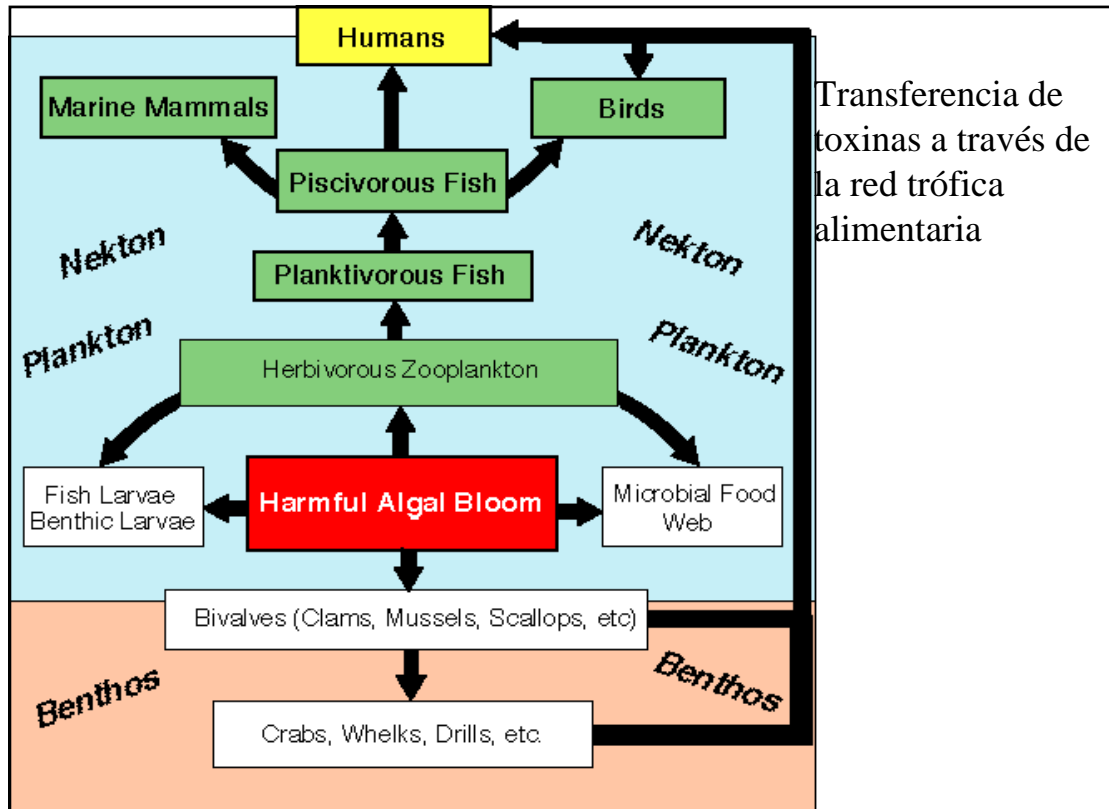 Humans
Marine Mammals
Birds
Transferencia de
toxinas a través de
la red trófica
alimentaria
Piscivorous Fish
Nekton
Nekton
Planktivorous Fish
Plankton
Plankton
Herbivorous Zooplankton
Fish Larvae
Benthic Larvae
Harmful Algal Bloom
Microbial Food
Web
Bivalves (Clams, Mussels, Scallops, etc)
Benthos
Benthos
Crabs, Whelks, Drills, etc.